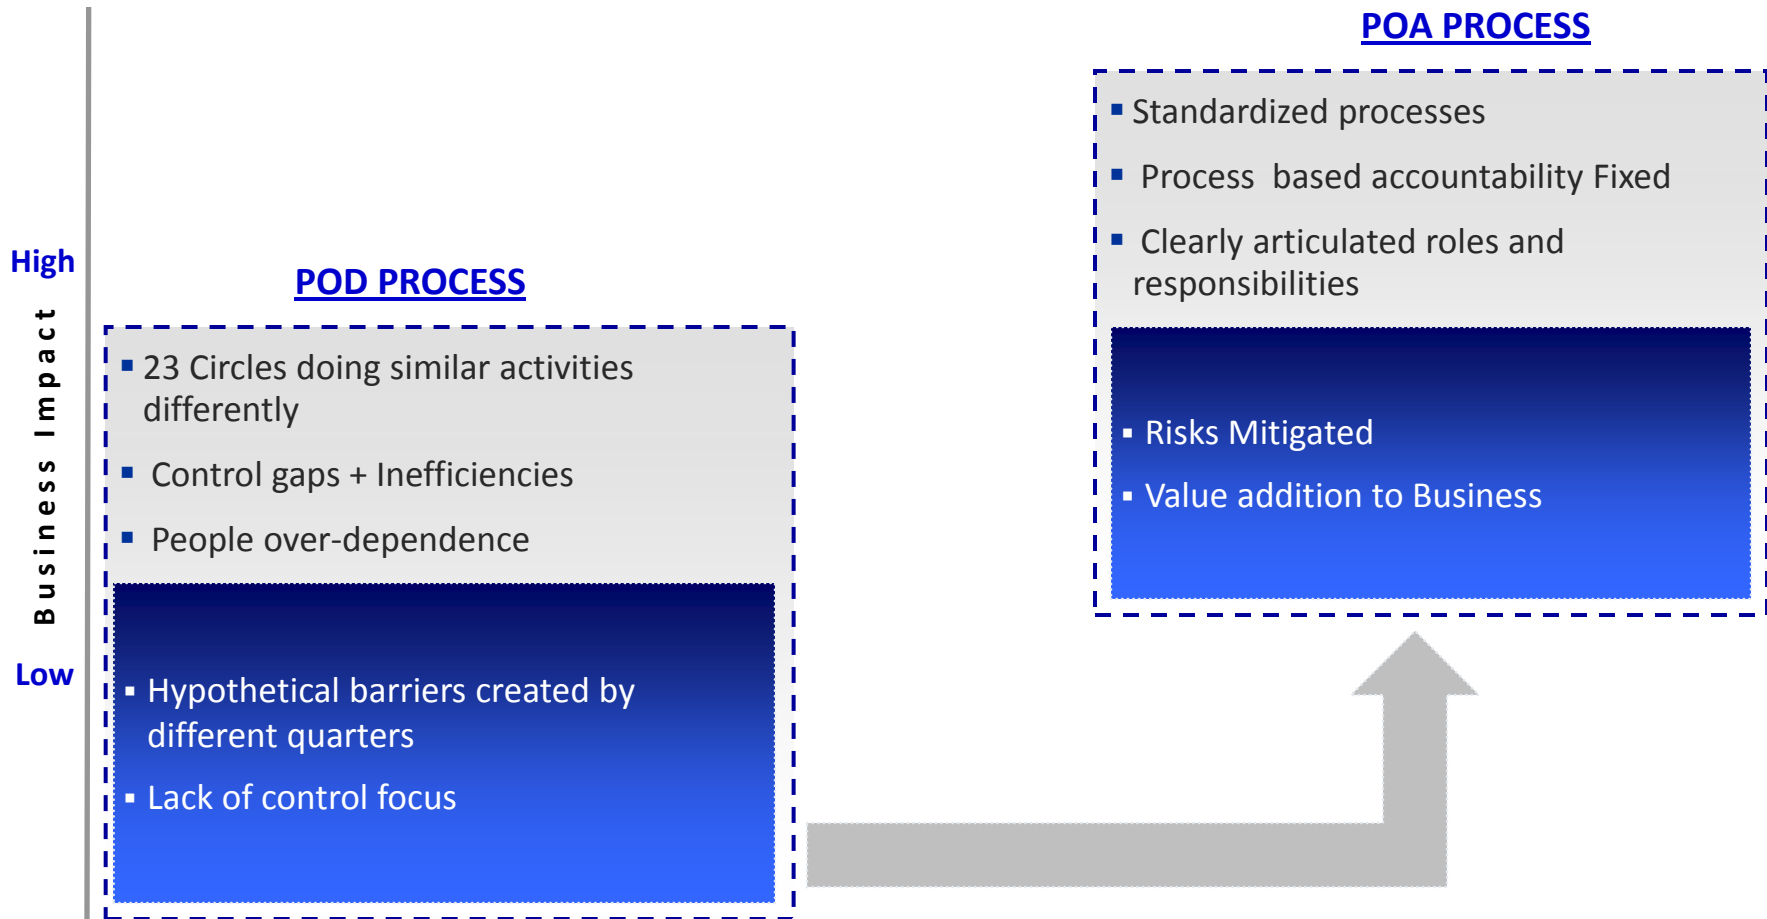 POA PROCESS
▪ Standardized processes
▪ Process based accountability Fixed
▪ Clearly articulated roles and
responsibilities
▪ Risks Mitigated
▪ Value addition to Business
High
Business Impact
Low
POD PROCESS
▪ 23 Circles doing similar activities
differently
▪ Control gaps + Inefficiencies
▪ People over-dependence
▪ Hypothetical barriers created by
different quarters
▪ Lack of control focus